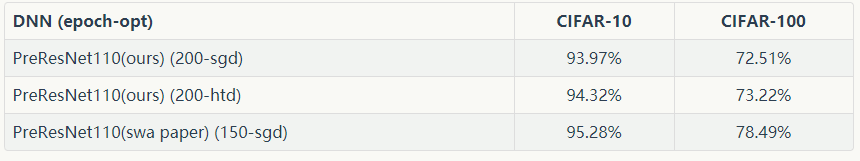 DNN (epoch-opt) CIFAR-10 CIFAR-100
PreResNet110(ours) (200-sgd) 93.97% 72.51%
PreResNet110(ours) (200-htd) 94.32% 73.22%
PreResNet110(swa paper) (150-sgd) 95.28% 78.49%